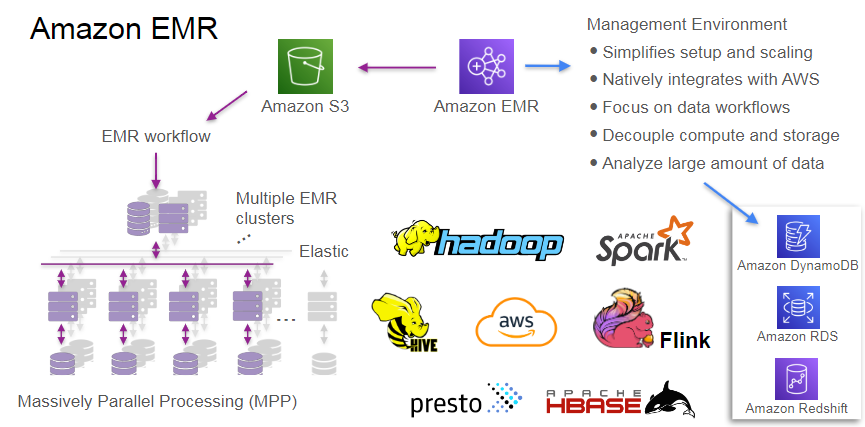 Amazon EMR
Amazon S3
Amazon EMR
Management Environment
• Simplifies setup and scaling
• Natively integrates with AWS
• Focus on data workflows
• Decouple compute and storage
• Analyze large amount of data
EMR workflow
Multiple EMR
clusters
...
Elastic
...
Massively Parallel Processing (MPP)
hadoop
APACHE
Spark™
HIVE
aws
Flink
presto
APACHE
HBASE
Amazon DynamoDB
Amazon RDS
Amazon Redshift